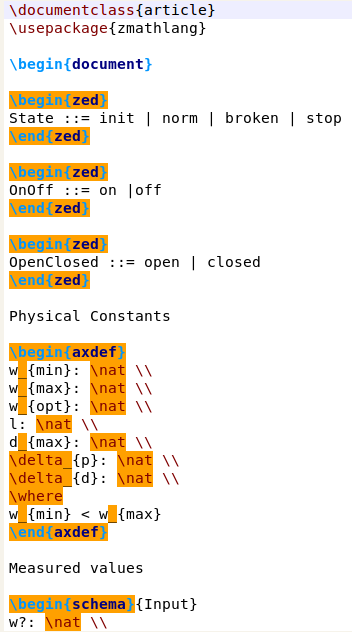 \documentclass{article}
\usepackage{zmathlang}
\begin{document}
\begin{zed}
State ::= init | norm | broken | stop
\end{zed}
\begin{zed}
OnOff ::= on |off
\end{zed}
\begin{zed}
OpenClosed ::= open | closed
\end{zed}
Physical Constants
\begin{axdef}
w_{min}: \nat \\
w_{max}: \nat \\
w_{opt}: \nat \\
l: \nat \\
d_{max}: \nat \\
\delta_{p}: \nat \\
\delta_{d}: \nat \\
\where
w_{min} < w_{max}
\end{axdef}
Measured values
\begin{schema}{Input}
w?: \nat \\